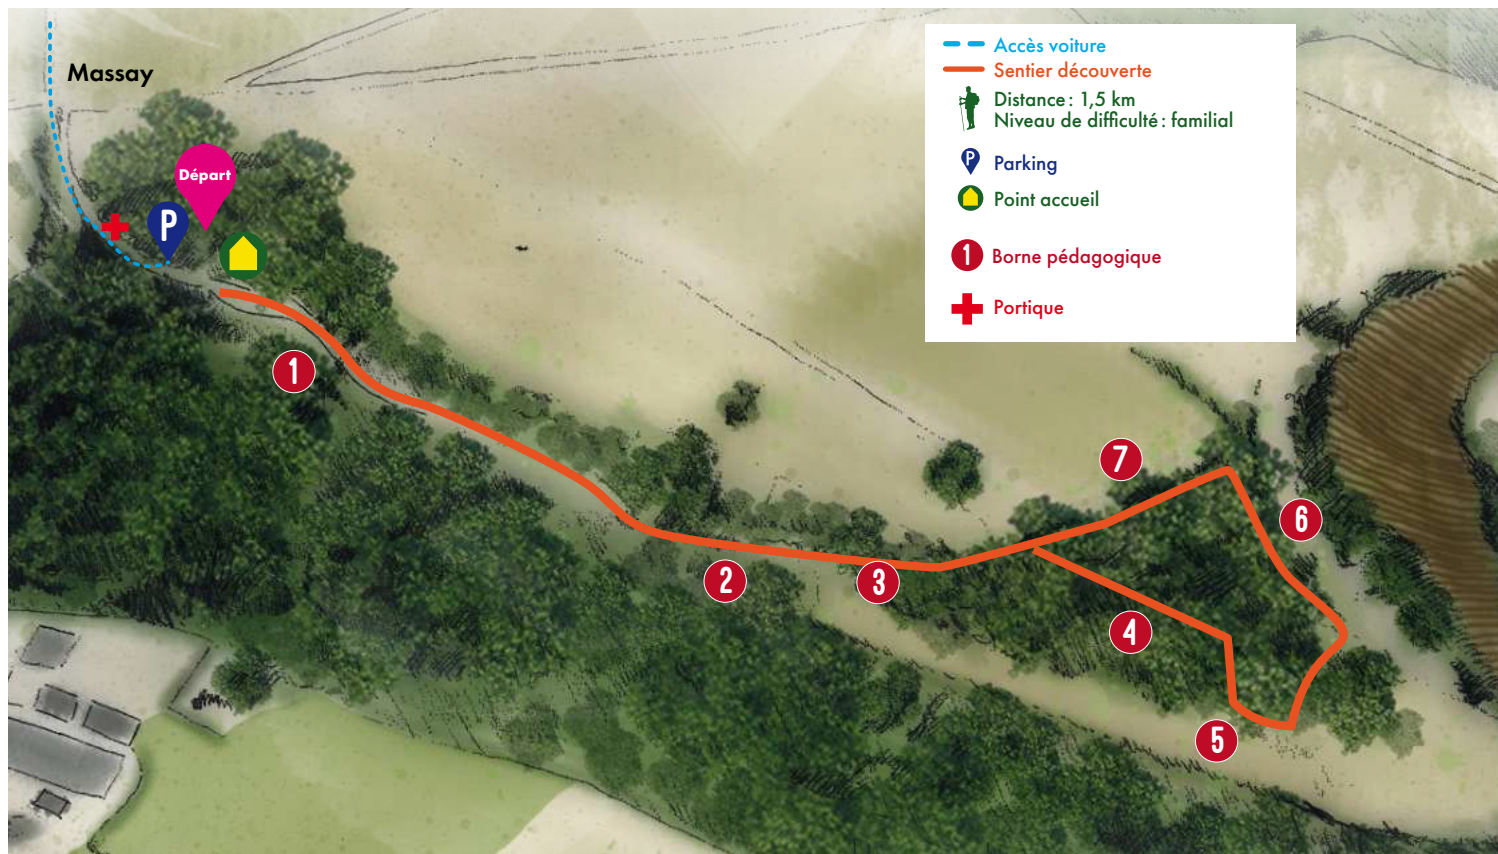 Massay
Accès voiture
Sentier découverte
Distance : 1,5 km
Niveau de difficulté : familial
P
Parking
Point accueil
1
Borne pédagogique
Portique
Départ
P
1
2
3
4
5
6
7